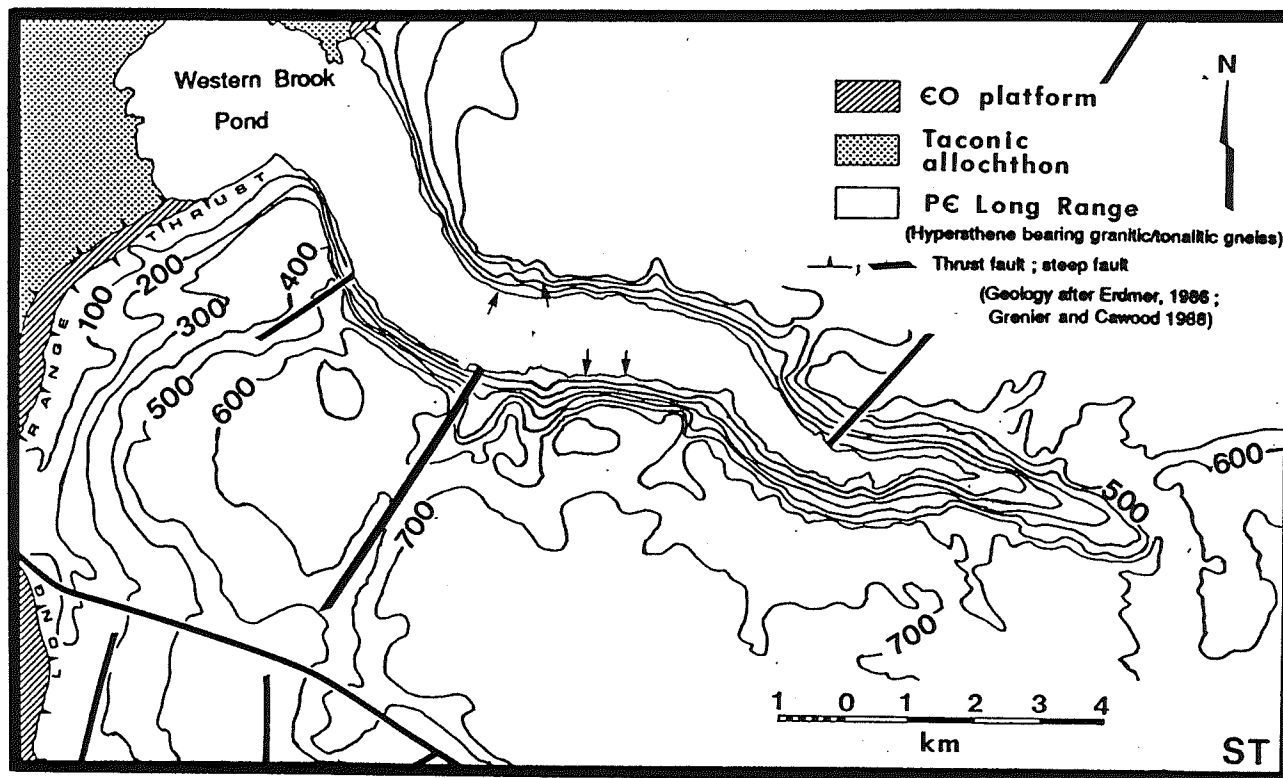 Western Brook
Pond
N
ЄO platform
Taconic
allochthon
PЄ Long Range
(Hypersthene bearing granitic/tonalitic gneiss)
, Thrust fault ; steep fault
(Geology after Erdmer, 1986 ;
Grenier and Cawood 1988)
LONG
RANGE
THRUST
100
200
300
400
500
600
700
500
600
700
1 0 1 2 3 4
km
ST